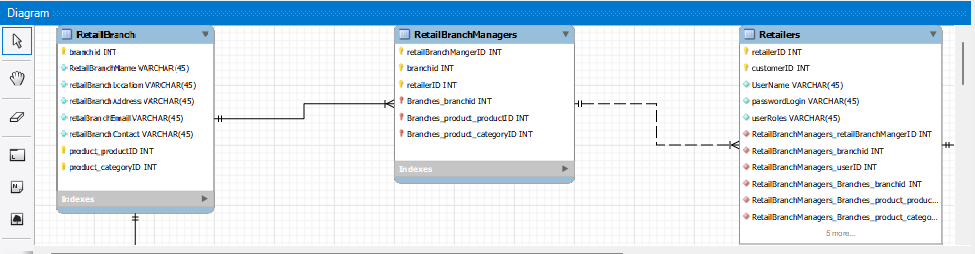 Diagram
RetailBranch
branchid INT
RetailBranchName VARCHAR(45)
retailBranchLocation VARCHAR(45)
retailBranchAddress VARCHAR(45)
retailBranchEmail VARCHAR(45)
retailBranchContact VARCHAR(45)
product_productID INT
product_categoryID INT
Indexes
RetailBranchManagers
retailBranchMangerID INT
branchid INT
retailerID INT
Branches_branchid INT
Branches_product_productID INT
Branches_product_categoryID INT
Indexes
Retailers
retailerID INT
customerID INT
UserName VARCHAR(45)
passwordLogin VARCHAR(45)
userRoles VARCHAR(45)
RetailBranchManagers_retailBranchMangerID INT
RetailBranchManagers_branchid INT
RetailBranchManagers_userID INT
RetailBranchManagers_Branches_branchid INT
RetailBranchManagers_Branches_product_produc...
RetailBranchManagers_Branches_product_catego...
5 more...